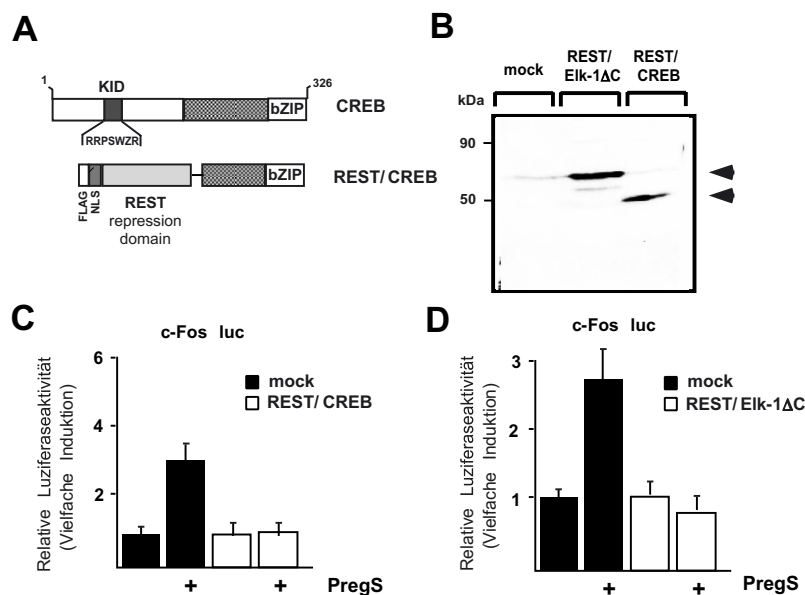 A
1
KID
326
bZIP
CREB
RRPSWZR
bZIP
REST/CREB
FLAG
NLS
REST
repression
domain
B
mock
REST/
Elk-1ΔC
REST/
CREB
kDa
90
50
C
c-Fos luc
Relative Luziferaseaktivität
(Vielfache Induktion)
6
4
2
mock
REST/ CREB
+
+
PregS
D
c-Fos luc
Relative Luziferaseaktivität
(Vielfache Induktion)
3
2
1
mock
REST/ Elk-1ΔC
+
+
PregS